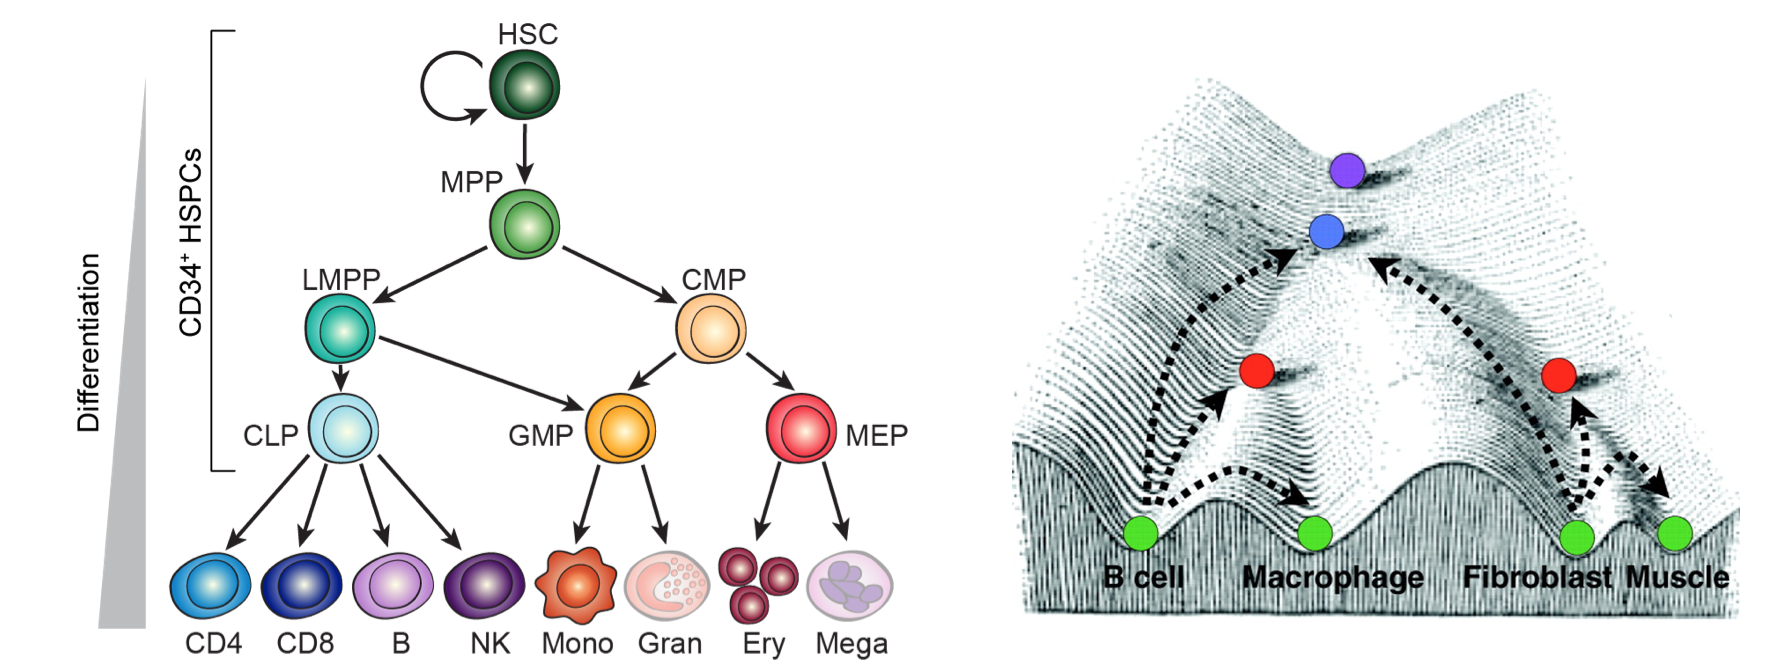 HSC
MPP
LMPP
CMP
CLP
GMP
MEP
CD34⁺ HSPCs
Differentiation
CD4
CD8
B
NK
Mono
Gran
Ery
Mega
B cell
Macrophage
Fibroblast
Muscle